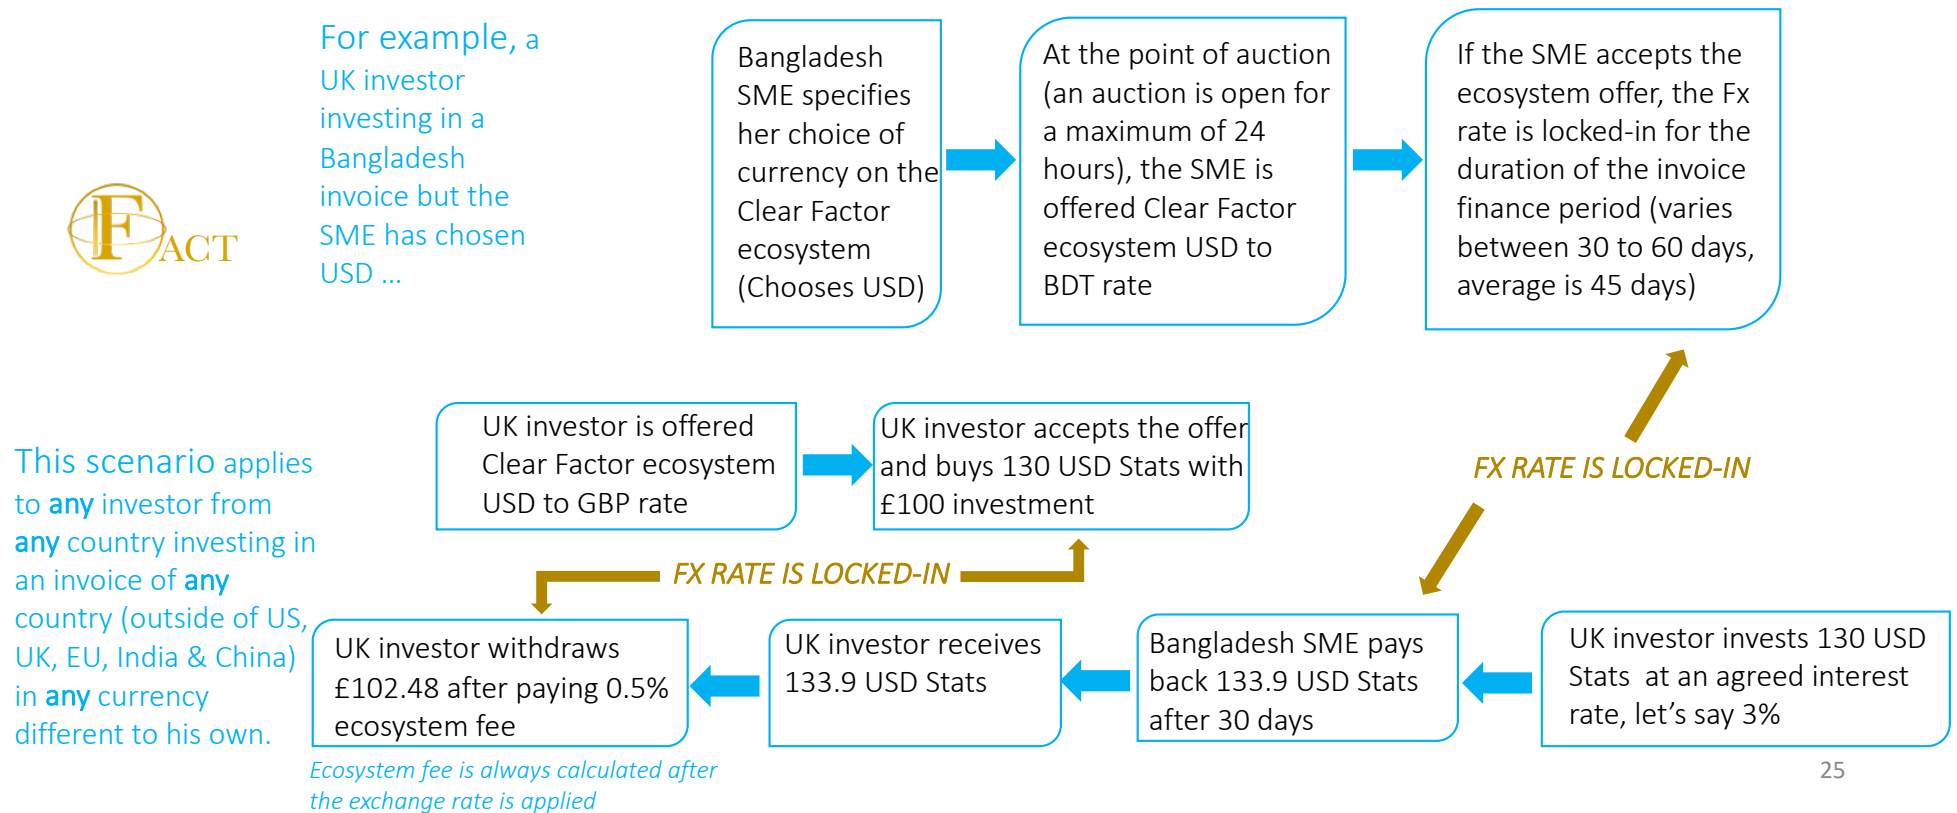 For example, a
UK investor
investing in a
Bangladesh
invoice but the
SME has chosen
USD ...
Bangladesh
SME specifies
her choice of
currency on the
Clear Factor
ecosystem
(Chooses USD)
At the point of auction
(an auction is open for
a maximum of 24
hours), the SME is
offered Clear Factor
ecosystem USD to
BDT rate
If the SME accepts the
ecosystem offer, the Fx
rate is locked-in for the
duration of the invoice
finance period (varies
between 30 to 60 days,
average is 45 days)
FACT
UK investor is offered
Clear Factor ecosystem
USD to GBP rate
UK investor accepts the offer
and buys 130 USD Stats with
£100 investment
FX RATE IS LOCKED-IN
FX RATE IS LOCKED-IN
This scenario applies
to any investor from
any country investing in
an invoice of any
country (outside of US,
UK, EU, India & China)
in any currency
different to his own.
UK investor withdraws
£102.48 after paying 0.5%
ecosystem fee
UK investor receives
133.9 USD Stats
Bangladesh SME pays
back 133.9 USD Stats
after 30 days
UK investor invests 130 USD
Stats at an agreed interest
rate, let's say 3%
Ecosystem fee is always calculated after
the exchange rate is applied
25